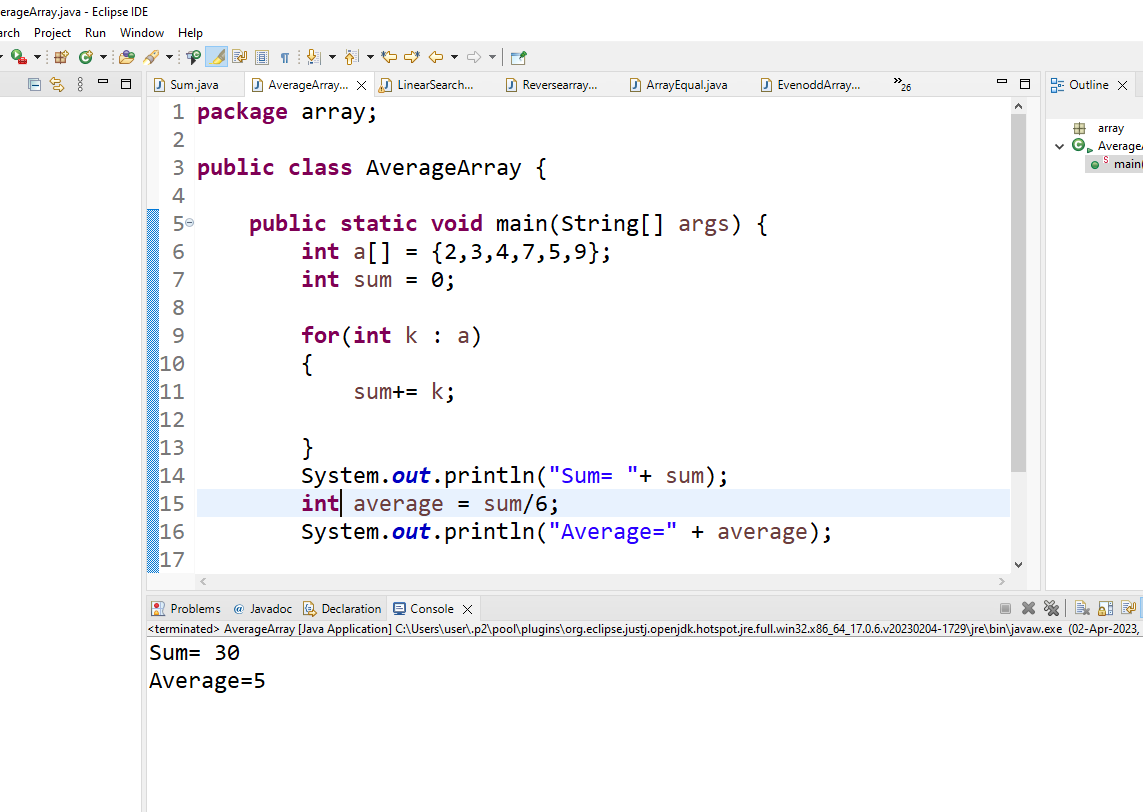 erageArray.java - Eclipse IDE
arch Project Run Window Help
Sum.java AverageArray... LinearSearch... Reversearray... ArrayEqual.java EvenoddArray... »26 Outline
array
AverageA
main(
1 package array;
2
3 public class AverageArray {
4
5 public static void main(String[] args) {
6 int a[] = {2,3,4,7,5,9};
7 int sum = 0;
8
9 for(int k : a)
10 {
11 sum+= k;
12
13 }
14 System.out.println("Sum= "+ sum);
15 int average = sum/6;
16 System.out.println("Average=" + average);
17
Problems @ Javadoc Declaration Console
<terminated> AverageArray [Java Application] C:\Users\user\.p2\pool\plugins\org.eclipse.justj.openjdk.hotspot.jre.full.win32.x86_64_17.0.6.v20230204-1729\jre\bin\javaw.exe (02-Apr-2023,
Sum= 30
Average=5